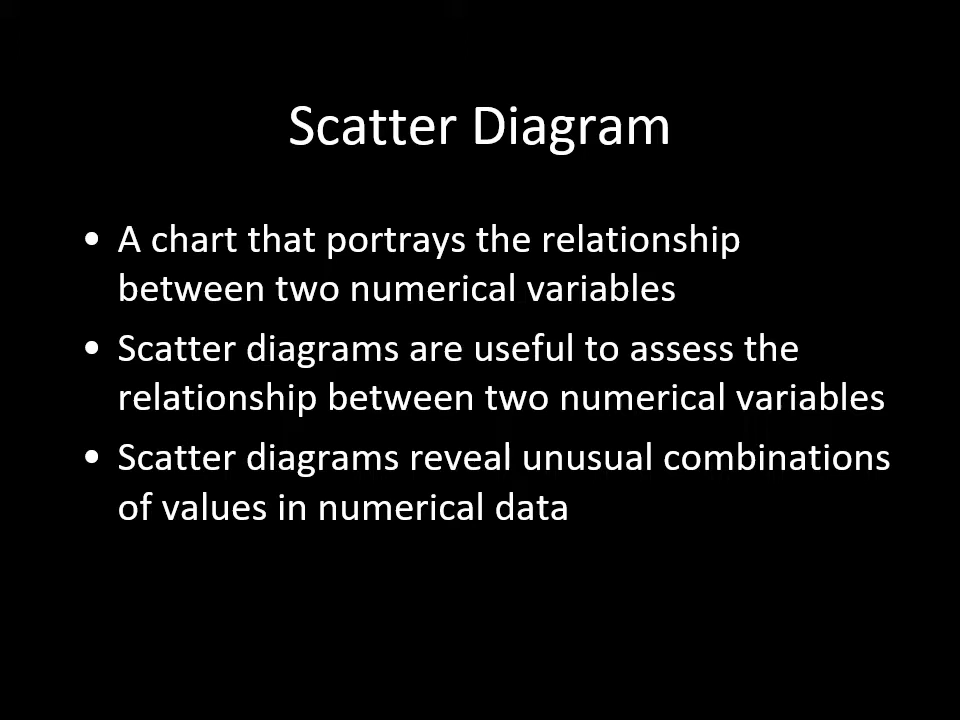 Scatter Diagram
• A chart that portrays the relationship
between two numerical variables
• Scatter diagrams are useful to assess the
relationship between two numerical variables
• Scatter diagrams reveal unusual combinations
of values in numerical data